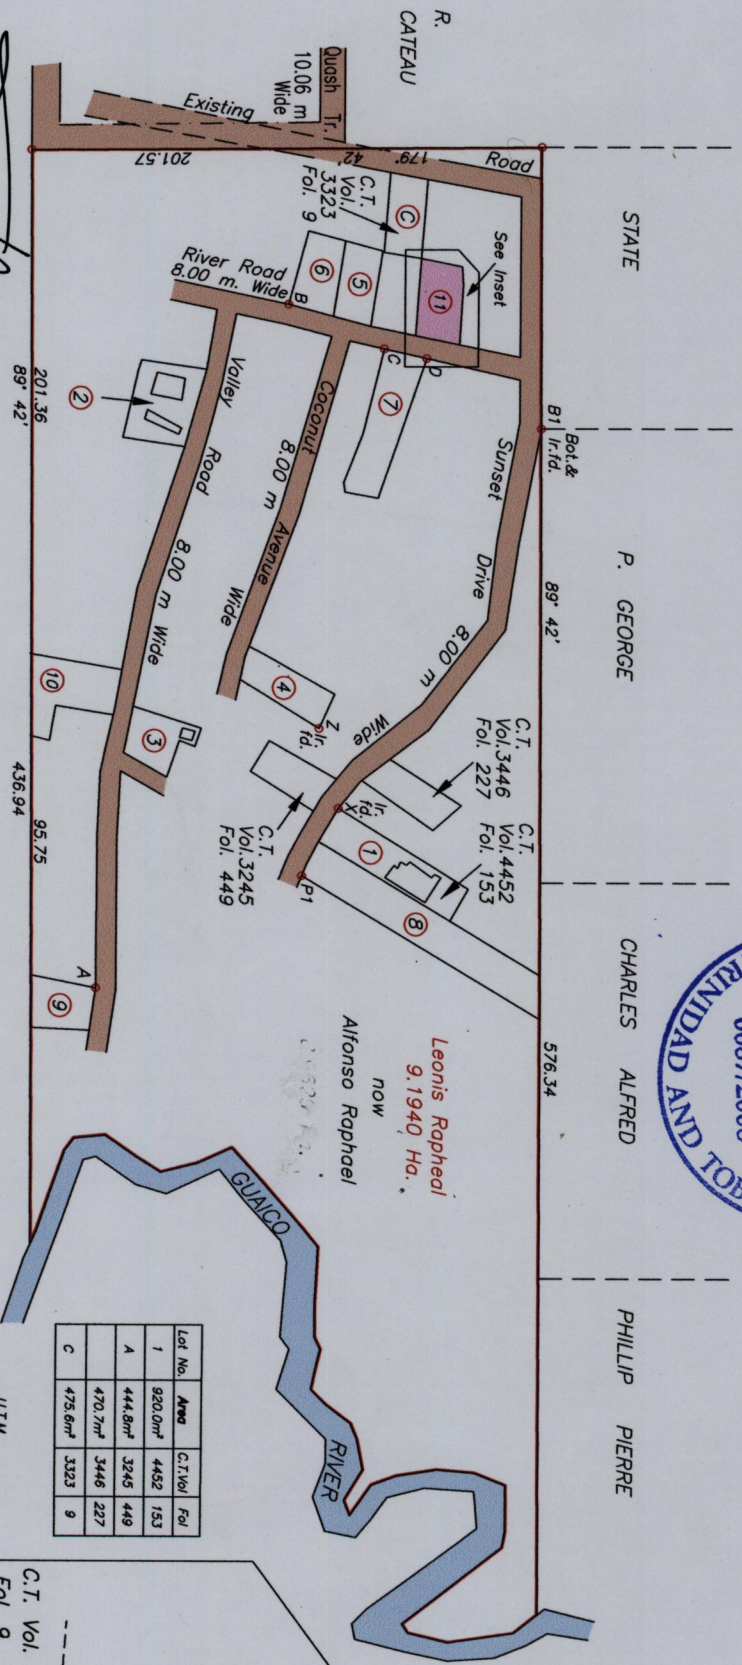 R.
CATEAU
STATE
P. GEORGE
CHARLES ALFRED
PHILLIP PIERRE
RINIDAD AND TOB
Quash Tr.
10.06 m
Wide
Existing
Road
179° 42'
201.57
C.T.
Vol.
3323
Fol. 9
C
See Inset
11
6
5
B
River Road
8.00 m. Wide
C
D
7
B1 Bot.&
Ir.fd.
Sunset Drive 8.00 m Wide
89° 42'
576.34
Coconut Avenue
8.00 m Wide
Valley Road
8.00 m Wide
2
201.36
89° 42'
4
Z Ir.
fd.
10
3
95.75
436.94
C.T.
Vol.3446
Fol. 227
C.T.
Vol.4452
Fol. 153
Ir.
fd.
X
1
8
P1
C.T.
Vol.3245
Fol. 449
A
9
Leonis Rapheal
9.1940 Ha.
now
Alfonso Raphael
GUAICO
RIVER
Lot No. Area C.T.Vol Fol
1 920.0m² 4452 153
A 444.8m² 3245 449
470.7m² 3446 227
C 475.6m² 3323 9
C.T. Vol.
Fol. 9